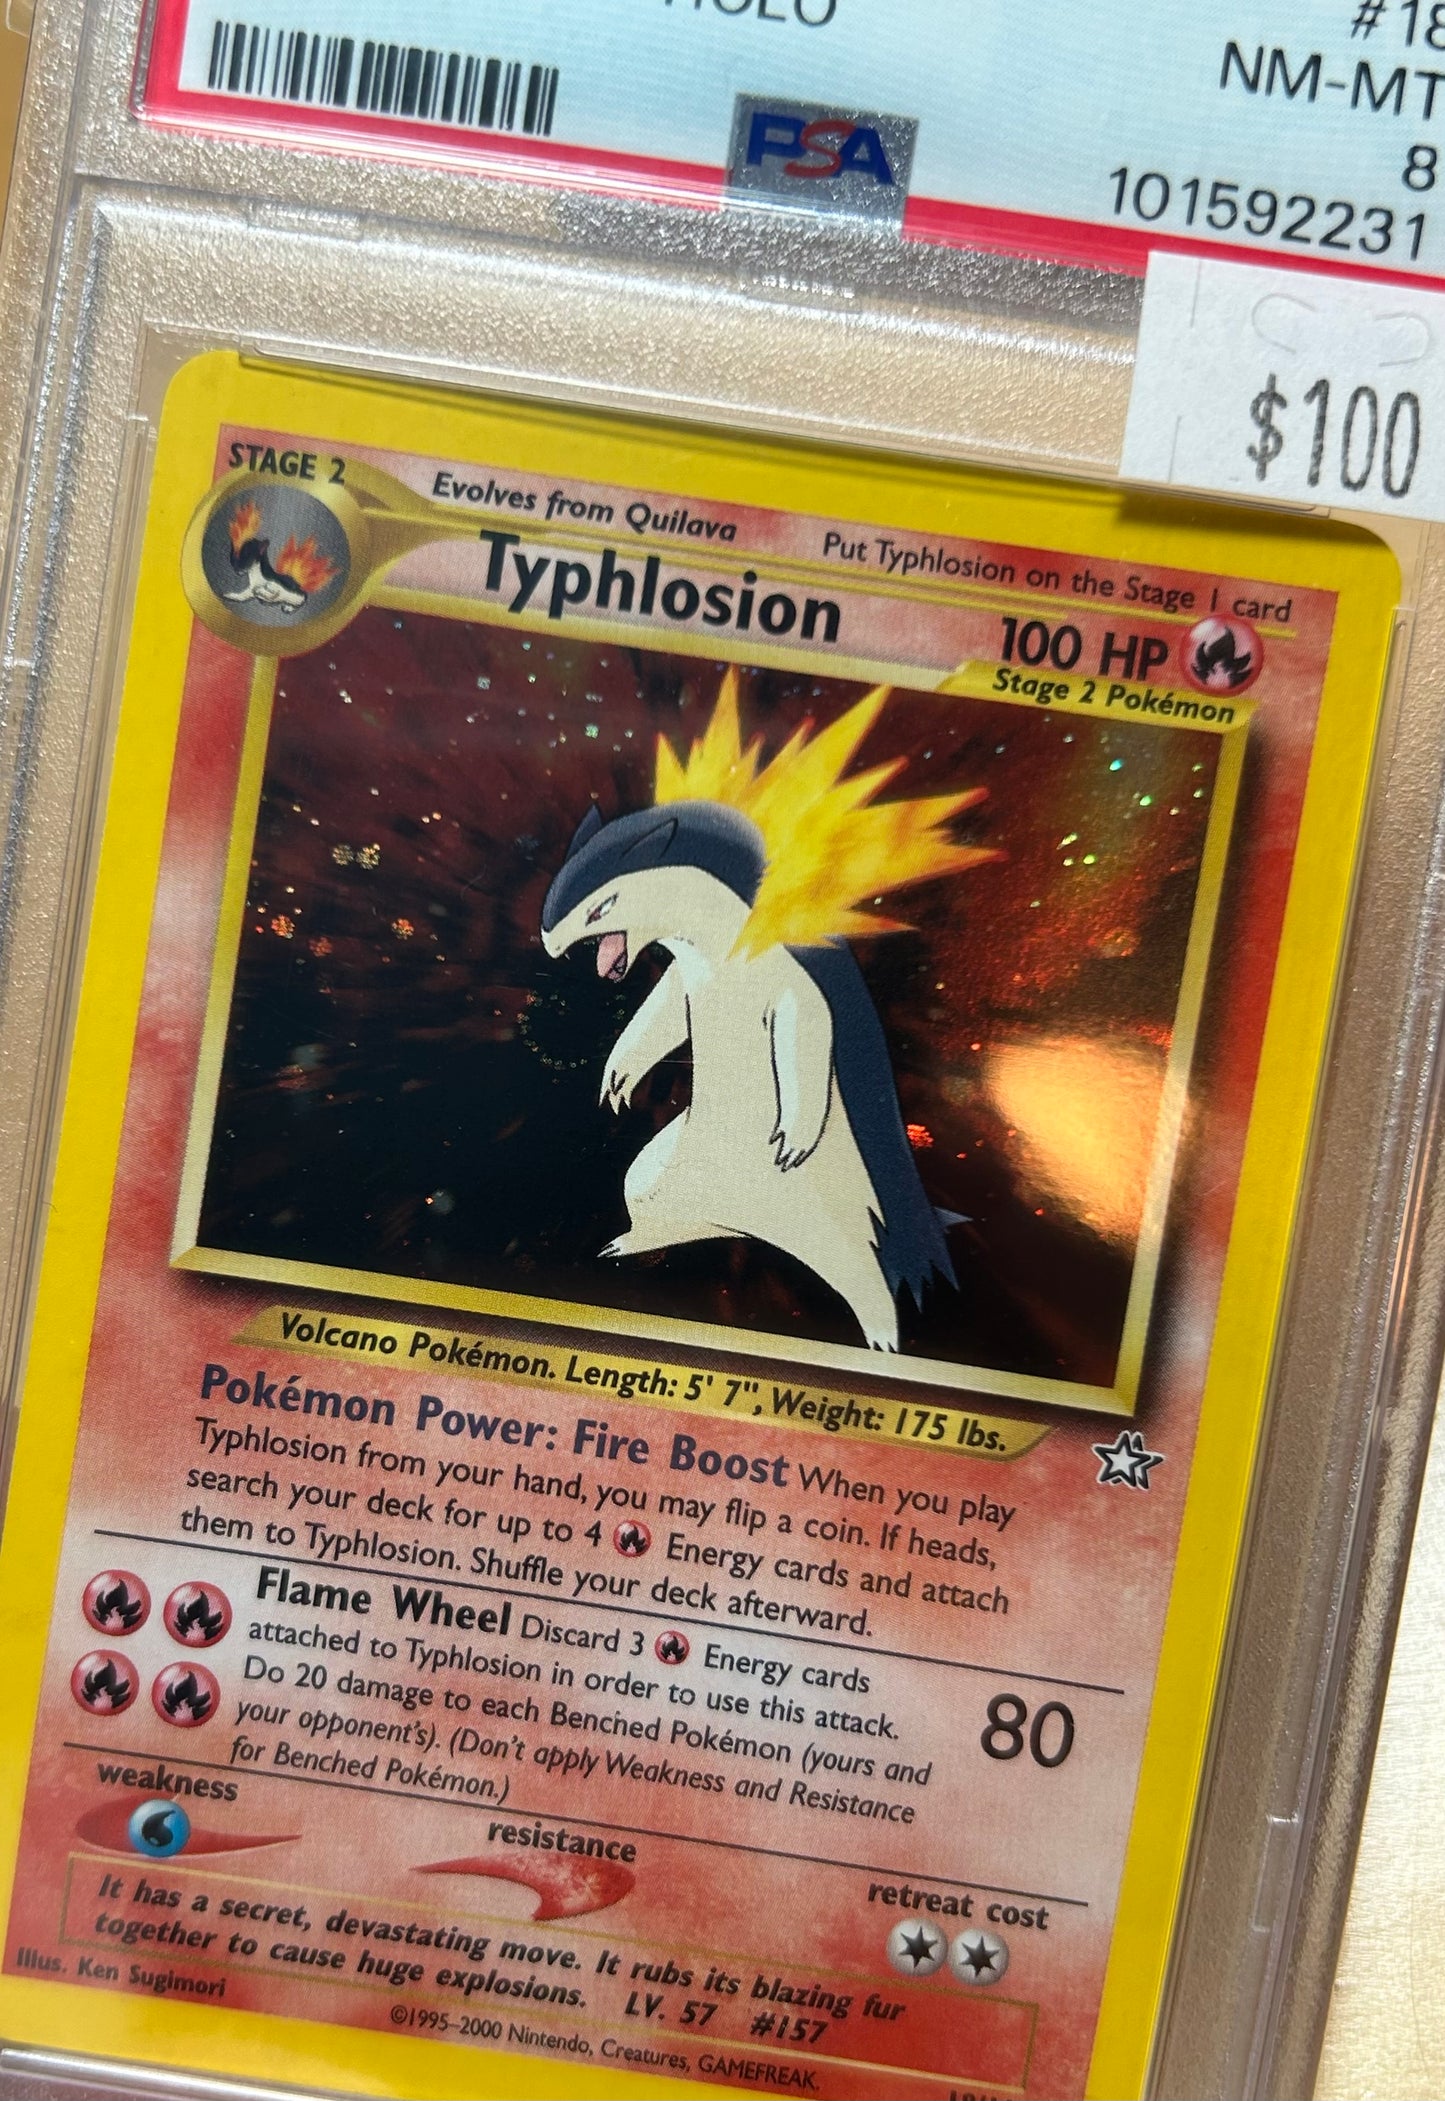 NM-MT
PSA
8
101592231
$100
STAGE 2
Evolves from Quilava
Put Typhlosion on the Stage 1 card
Typhlosion
100 HP
Stage 2 Pokémon
Volcano Pokémon. Length: 5' 7", Weight: 175 lbs.
Pokémon Power: Fire Boost When you play
Typhlosion from your hand, you may flip a coin. If heads,
search your deck for up to 4 Energy cards and attach
them to Typhlosion. Shuffle your deck afterward.
Flame Wheel Discard 3 Energy cards
attached to Typhlosion in order to use this attack.
Do 20 damage to each Benched Pokémon (yours and
your opponent's). (Don't apply Weakness and Resistance
for Benched Pokémon.)
80
weakness
resistance
retreat cost
It has a secret, devastating move. It rubs its blazing fur
together to cause huge explosions. LV. 57 #157
Illus. Ken Sugimori
©1995–2000 Nintendo, Creatures, GAMEFREAK.